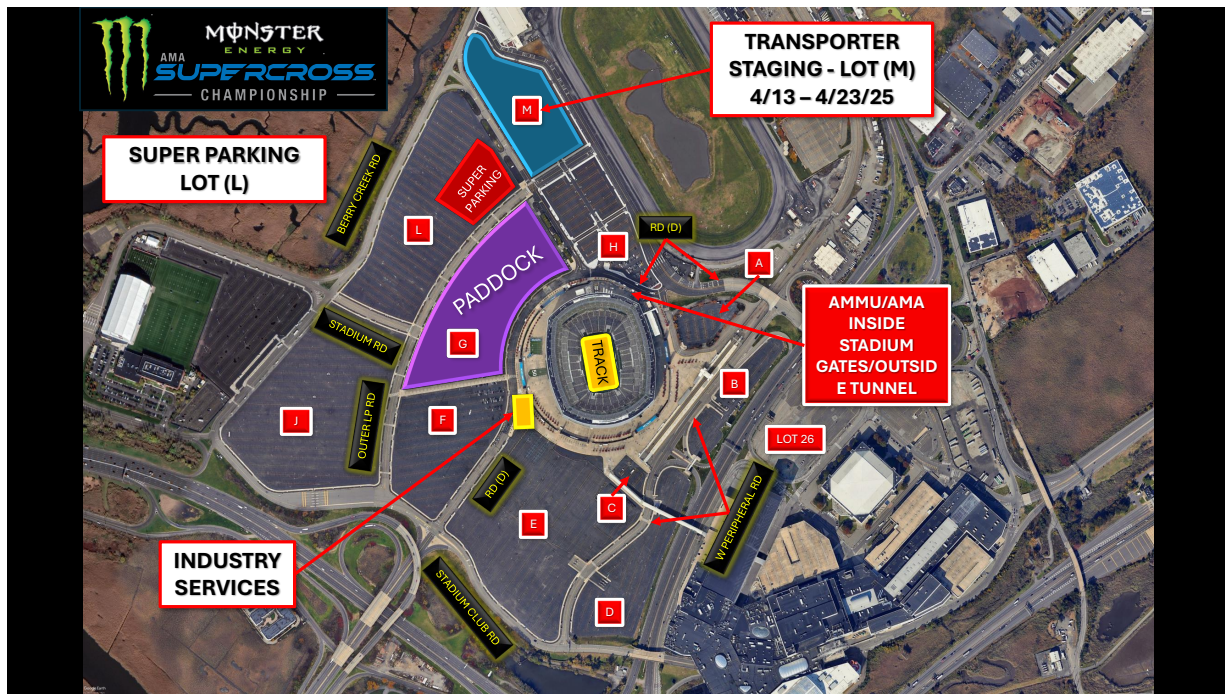 MONSTER
ENERGY
AMA
SUPERCROSS
CHAMPIONSHIP
TRANSPORTER
STAGING - LOT (M)
4/13 – 4/23/25
SUPER PARKING
LOT (L)
M
BERRY CREEK RD
SUPER
PARKING
L
RD (D)
H
A
PADDOCK
G
STADIUM RD
TRACK
AMMU/AMA
INSIDE
STADIUM
GATES/OUTSID
E TUNNEL
B
J
OUTER LP RD
F
LOT 26
RD (D)
E
C
W PERIPHERAL RD
INDUSTRY
SERVICES
STADIUM CLUB RD
D
Google Earth